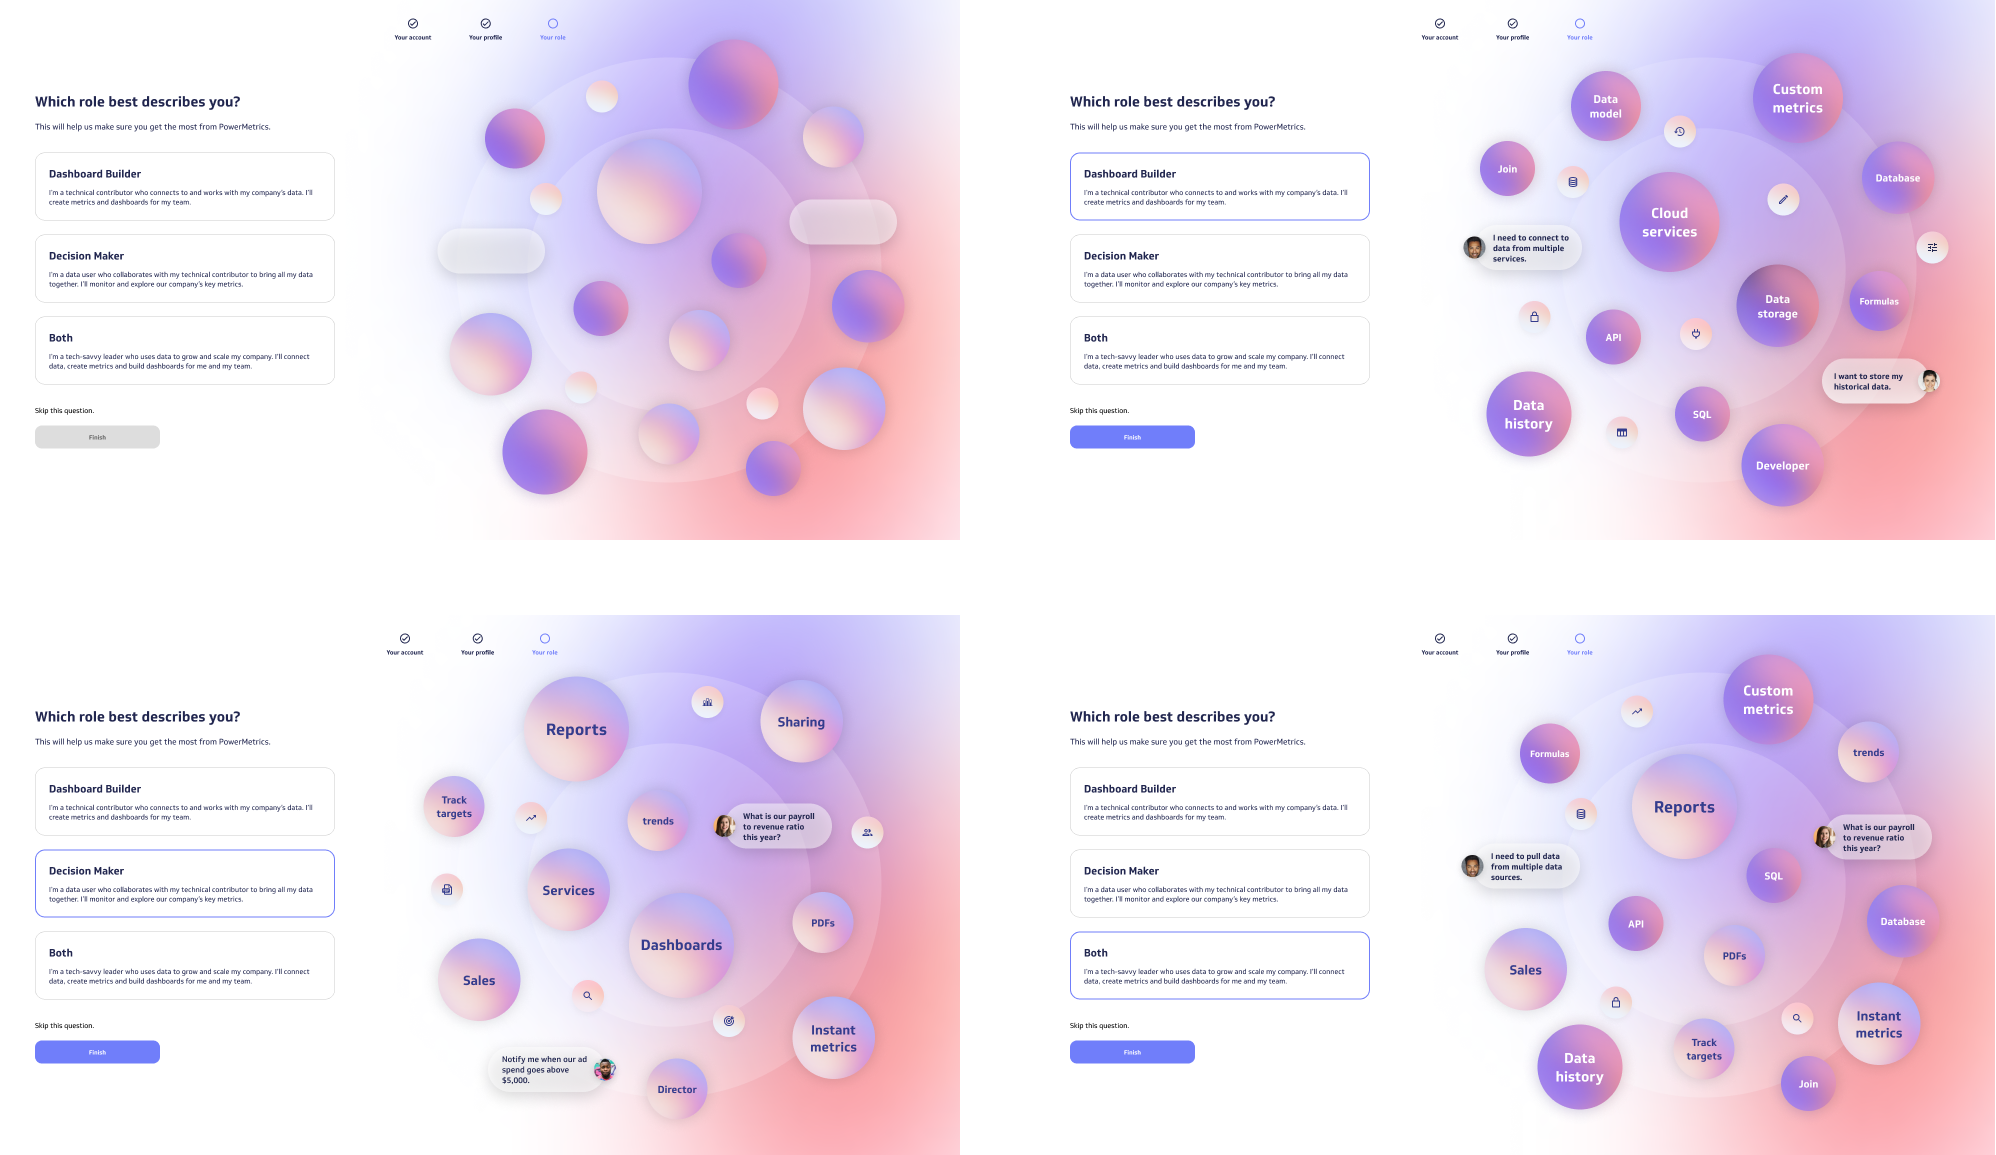 Your account
Your profile
Your role
Which role best describes you?
This will help us make sure you get the most from PowerMetrics.
Dashboard Builder
I'm a technical contributor who connects to and works with my company's data. I'll
create metrics and dashboards for my team.
Decision Maker
I'm a data user who collaborates with my technical contributor to bring all my data
together. I'll monitor and explore our company's key metrics.
Both
I'm a tech-savvy leader who uses data to grow and scale my company. I'll connect
data, create metrics and build dashboards for me and my team.
Skip this question.
Finish
Your account
Your profile
Your role
Which role best describes you?
This will help us make sure you get the most from PowerMetrics.
Dashboard Builder
I'm a technical contributor who connects to and works with my company's data. I'll
create metrics and dashboards for my team.
Decision Maker
I'm a data user who collaborates with my technical contributor to bring all my data
together. I'll monitor and explore our company's key metrics.
Both
I'm a tech-savvy leader who uses data to grow and scale my company. I'll connect
data, create metrics and build dashboards for me and my team.
Skip this question.
Finish
Custom
metrics
Data
model
Join
Database
Cloud
services
I need to connect to
data from multiple
services.
Data
storage
Formulas
API
I want to store my
historical data.
Data
history
SQL
Developer
Your account
Your profile
Your role
Which role best describes you?
This will help us make sure you get the most from PowerMetrics.
Dashboard Builder
I'm a technical contributor who connects to and works with my company's data. I'll
create metrics and dashboards for my team.
Decision Maker
I'm a data user who collaborates with my technical contributor to bring all my data
together. I'll monitor and explore our company's key metrics.
Both
I'm a tech-savvy leader who uses data to grow and scale my company. I'll connect
data, create metrics and build dashboards for me and my team.
Skip this question.
Finish
Reports
Sharing
Track
targets
trends
What is our payroll
to revenue ratio
this year?
Services
Dashboards
PDFs
Sales
Instant
metrics
Notify me when our ad
spend goes above
$5,000.
Director
Your account
Your profile
Your role
Which role best describes you?
This will help us make sure you get the most from PowerMetrics.
Dashboard Builder
I'm a technical contributor who connects to and works with my company's data. I'll
create metrics and dashboards for my team.
Decision Maker
I'm a data user who collaborates with my technical contributor to bring all my data
together. I'll monitor and explore our company's key metrics.
Both
I'm a tech-savvy leader who uses data to grow and scale my company. I'll connect
data, create metrics and build dashboards for me and my team.
Skip this question.
Finish
Custom
metrics
Formulas
trends
Reports
What is our payroll
to revenue ratio
this year?
I need to pull data
from multiple data
sources.
SQL
API
Database
PDFs
Sales
Instant
metrics
Track
targets
Data
history
Join